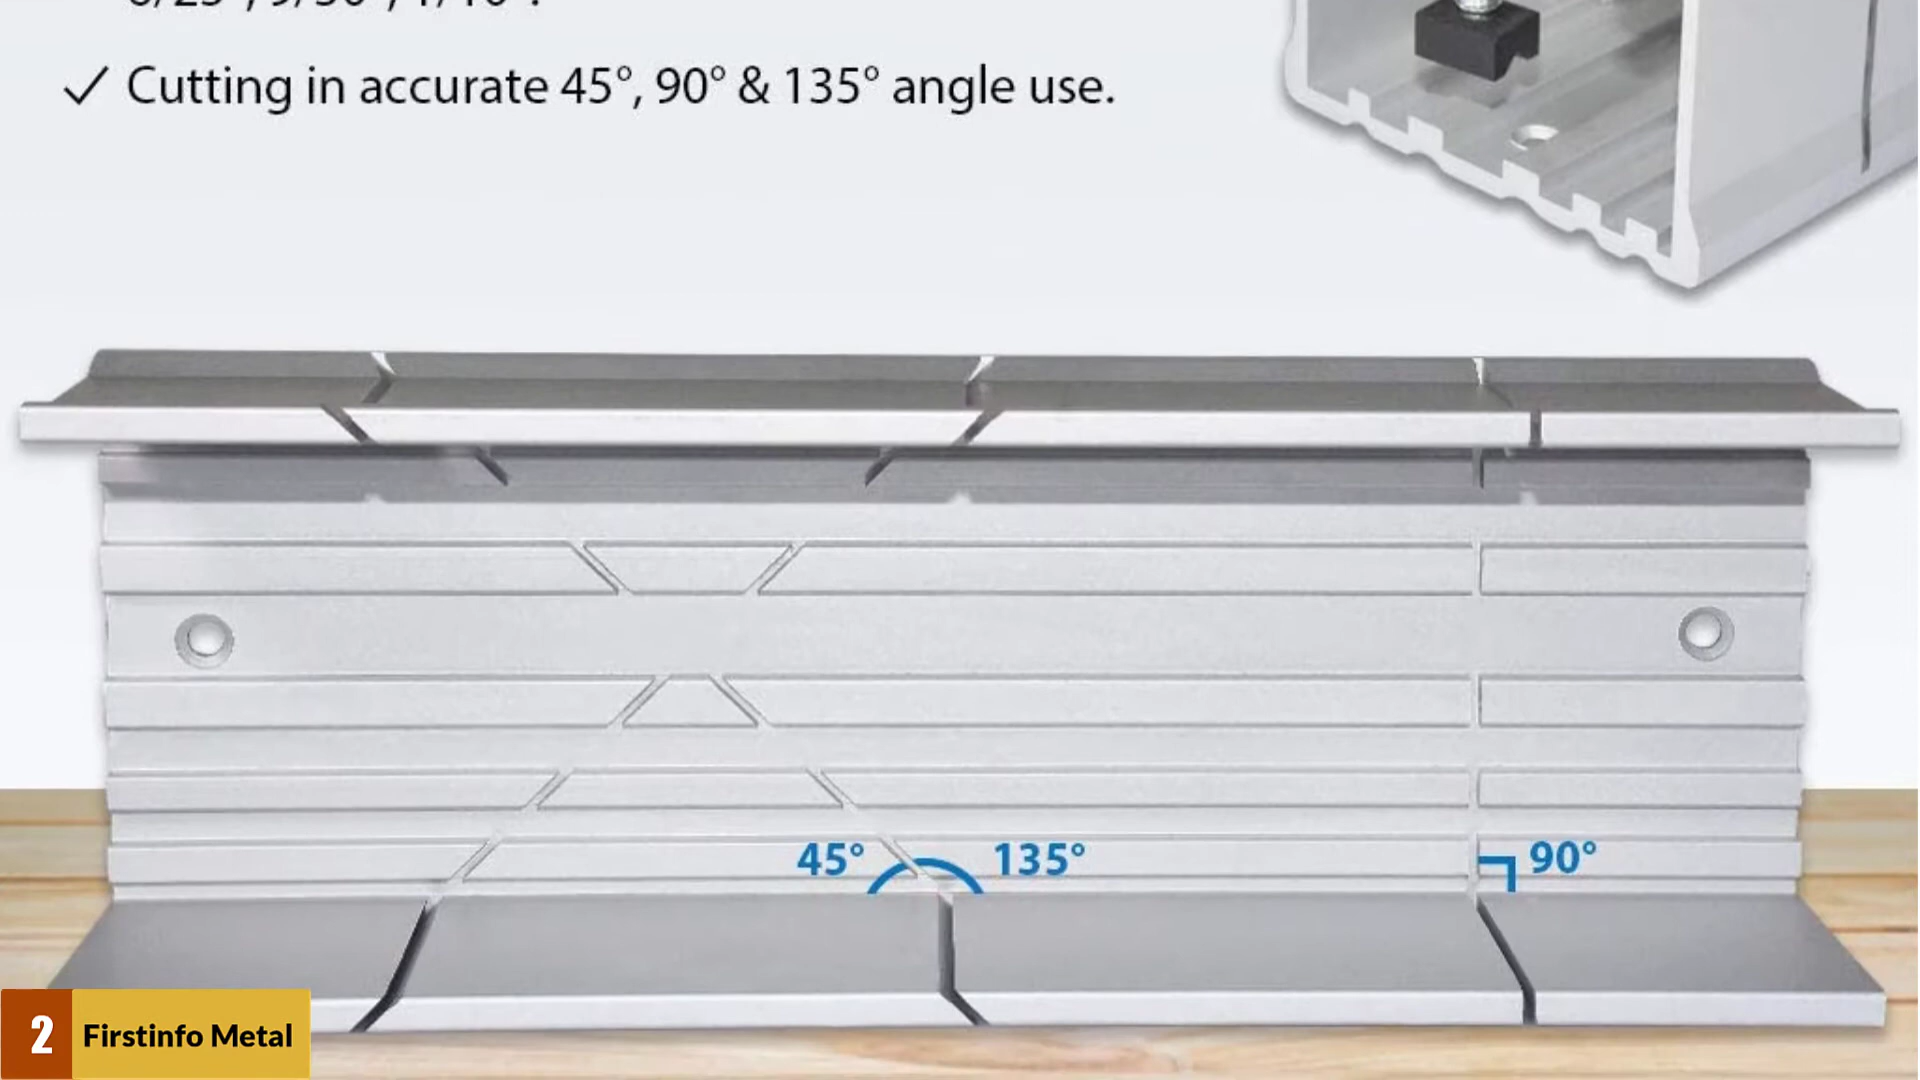 ✓ Cutting in accurate 45°, 90° & 135° angle use.
45° 135° 90°
2 Firstinfo Metal